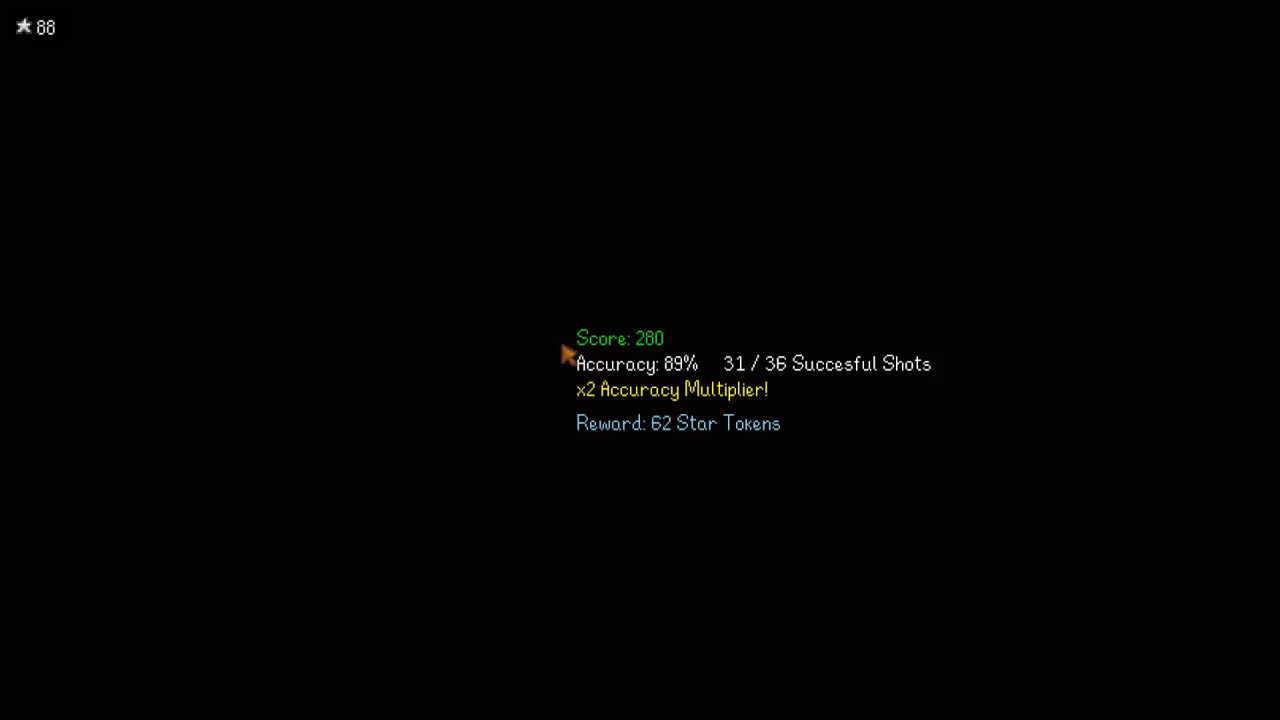 88
Score: 280
Accuracy: 89% 31 / 36 Succesful Shots
x2 Accuracy Multiplier!
Reward: 62 Star Tokens